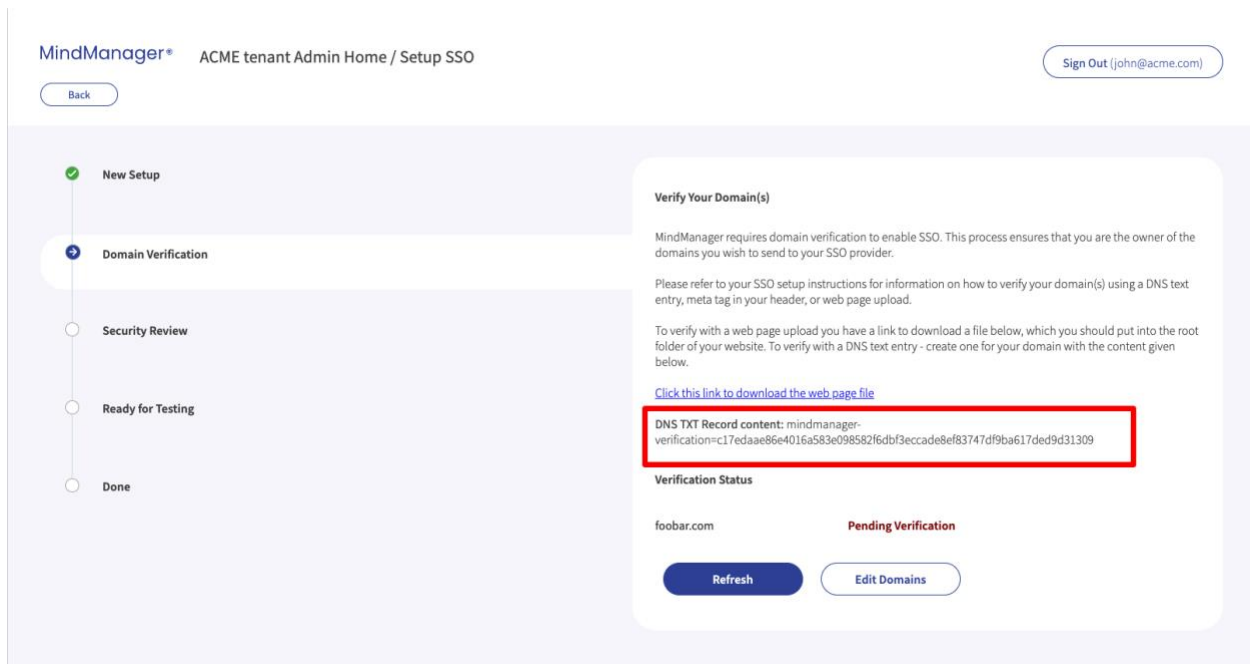 MindManager® ACME tenant Admin Home / Setup SSO
Sign Out (john@acme.com)
Back
New Setup
Domain Verification
Security Review
Ready for Testing
Done
Verify Your Domain(s)
MindManager requires domain verification to enable SSO. This process ensures that you are the owner of the
domains you wish to send to your SSO provider.
Please refer to your SSO setup instructions for information on how to verify your domain(s) using a DNS text
entry, meta tag in your header, or web page upload.
To verify with a web page upload you have a link to download a file below, which you should put into the root
folder of your website. To verify with a DNS text entry - create one for your domain with the content given
below.
Click this link to download the web page file
DNS TXT Record content: mindmanager-
verification=c17edaae86e4016a583e098582f6dbf3eccade8ef83747df9ba617ded9d31309
Verification Status
foobar.com Pending Verification
Refresh Edit Domains